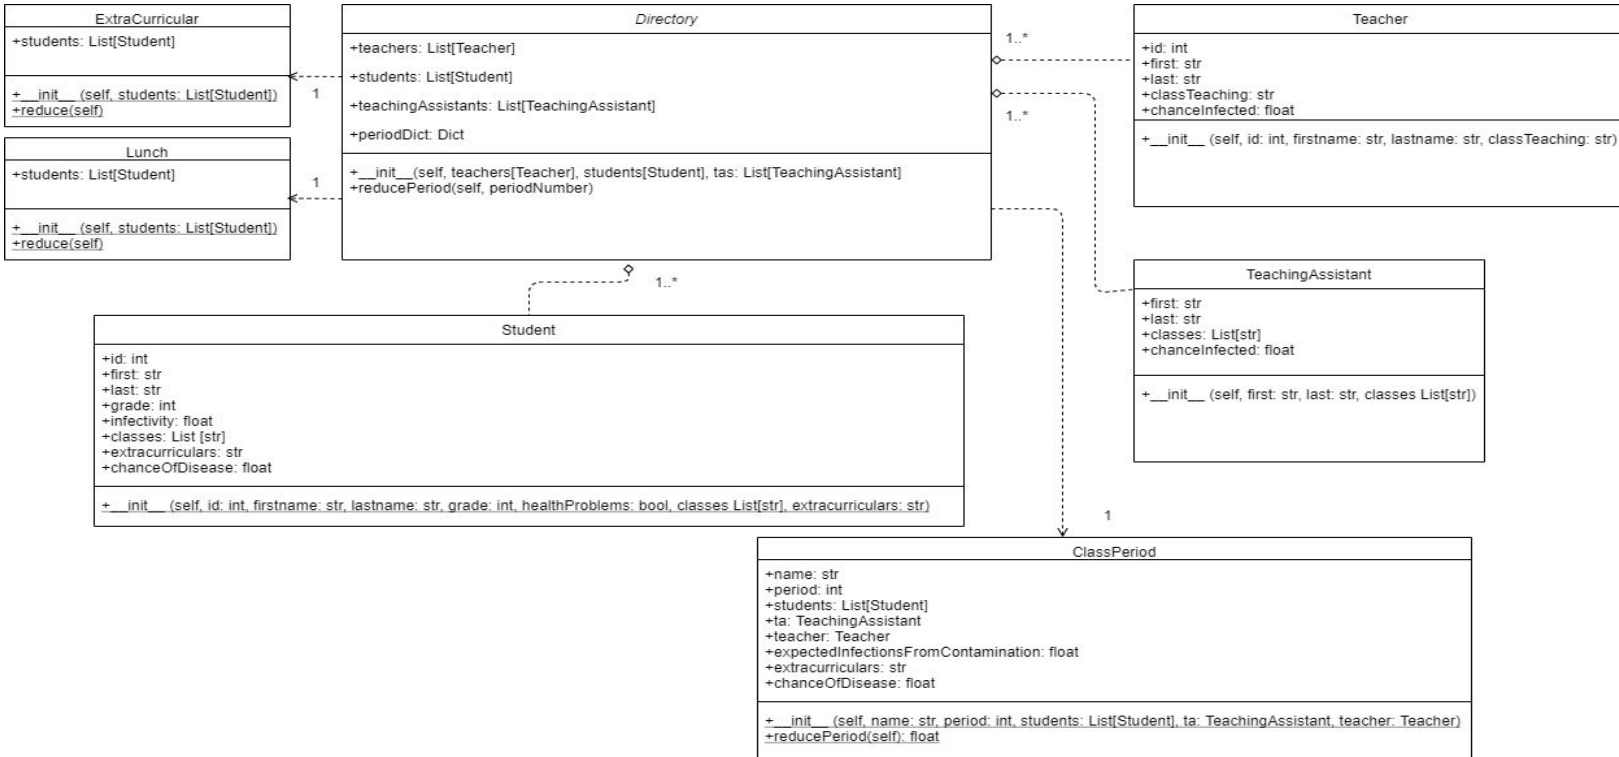 ExtraCurricular
+students: List[Student]
+__init__ (self, students: List[Student])
+reduce(self)
Lunch
+students: List[Student]
+__init__ (self, students: List[Student])
+reduce(self)
1
1
Directory
+teachers: List[Teacher]
+students: List[Student]
+teachingAssistants: List[TeachingAssistant]
+periodDict: Dict
+__init__(self, teachers[Teacher], students[Student], tas: List[TeachingAssistant]
+reducePeriod(self, periodNumber)
1..*
1..*
1..*
Teacher
+id: int
+first: str
+last: str
+classTeaching: str
+chanceInfected: float
+__init__ (self, id: int, firstname: str, lastname: str, classTeaching: str)
TeachingAssistant
+first: str
+last: str
+classes: List[str]
+chanceInfected: float
+__init__ (self, first: str, last: str, classes List[str])
Student
+id: int
+first: str
+last: str
+grade: int
+infectivity: float
+classes: List [str]
+extracurriculars: str
+chanceOfDisease: float
+__init__ (self, id: int, firstname: str, lastname: str, grade: int, healthProblems: bool, classes List[str], extracurriculars: str)
1
ClassPeriod
+name: str
+period: int
+students: List[Student]
+ta: TeachingAssistant
+teacher: Teacher
+expectedInfectionsFromContamination: float
+extracurriculars: str
+chanceOfDisease: float
+__init__ (self, name: str, period: int, students: List[Student], ta: TeachingAssistant, teacher: Teacher)
+reducePeriod(self): float